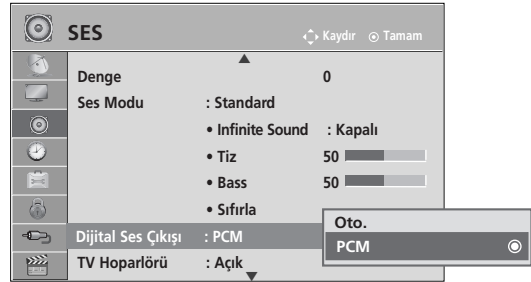 SES
Kaydır Tamam
Denge 0
Ses Modu : Standard
• Infinite Sound : Kapalı
• Tiz 50
• Bass 50
• Sıfırla
Dijital Ses Çıkışı : PCM
TV Hoparlörü : Açık
Oto.
PCM